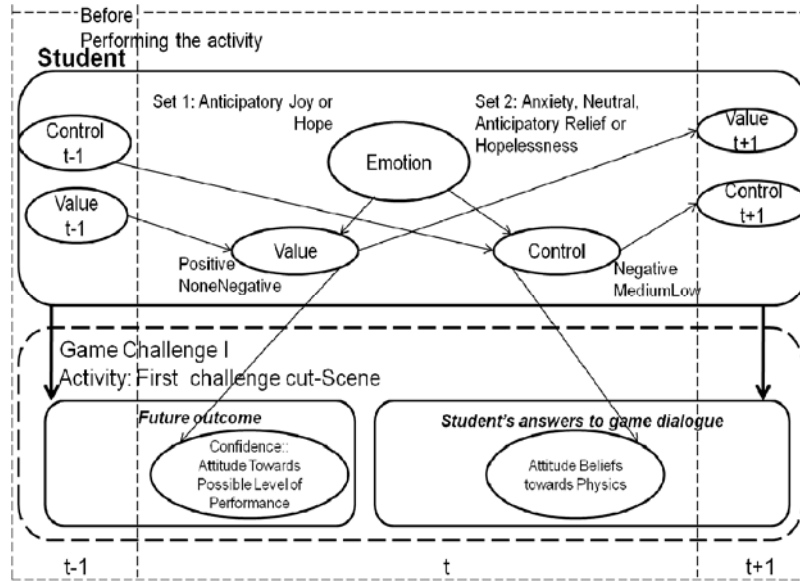 Before
Performing the activity
Student
Set 1: Anticipatory Joy or
Hope
Set 2: Anxiety, Neutral,
Anticipatory Relief or
Hopelessness
Control
t-1
Value
t-1
Emotion
Value
t+1
Control
t+1
Value
Control
Positive
NoneNegative
Negative
MediumLow
Game Challenge I
Activity: First challenge cut-Scene
Future outcome
Confidence::
Attitude Towards
Possible Level of
Performance
Student's answers to game dialogue
Attitude Beliefs
towards Physics
t-1
t
t+1